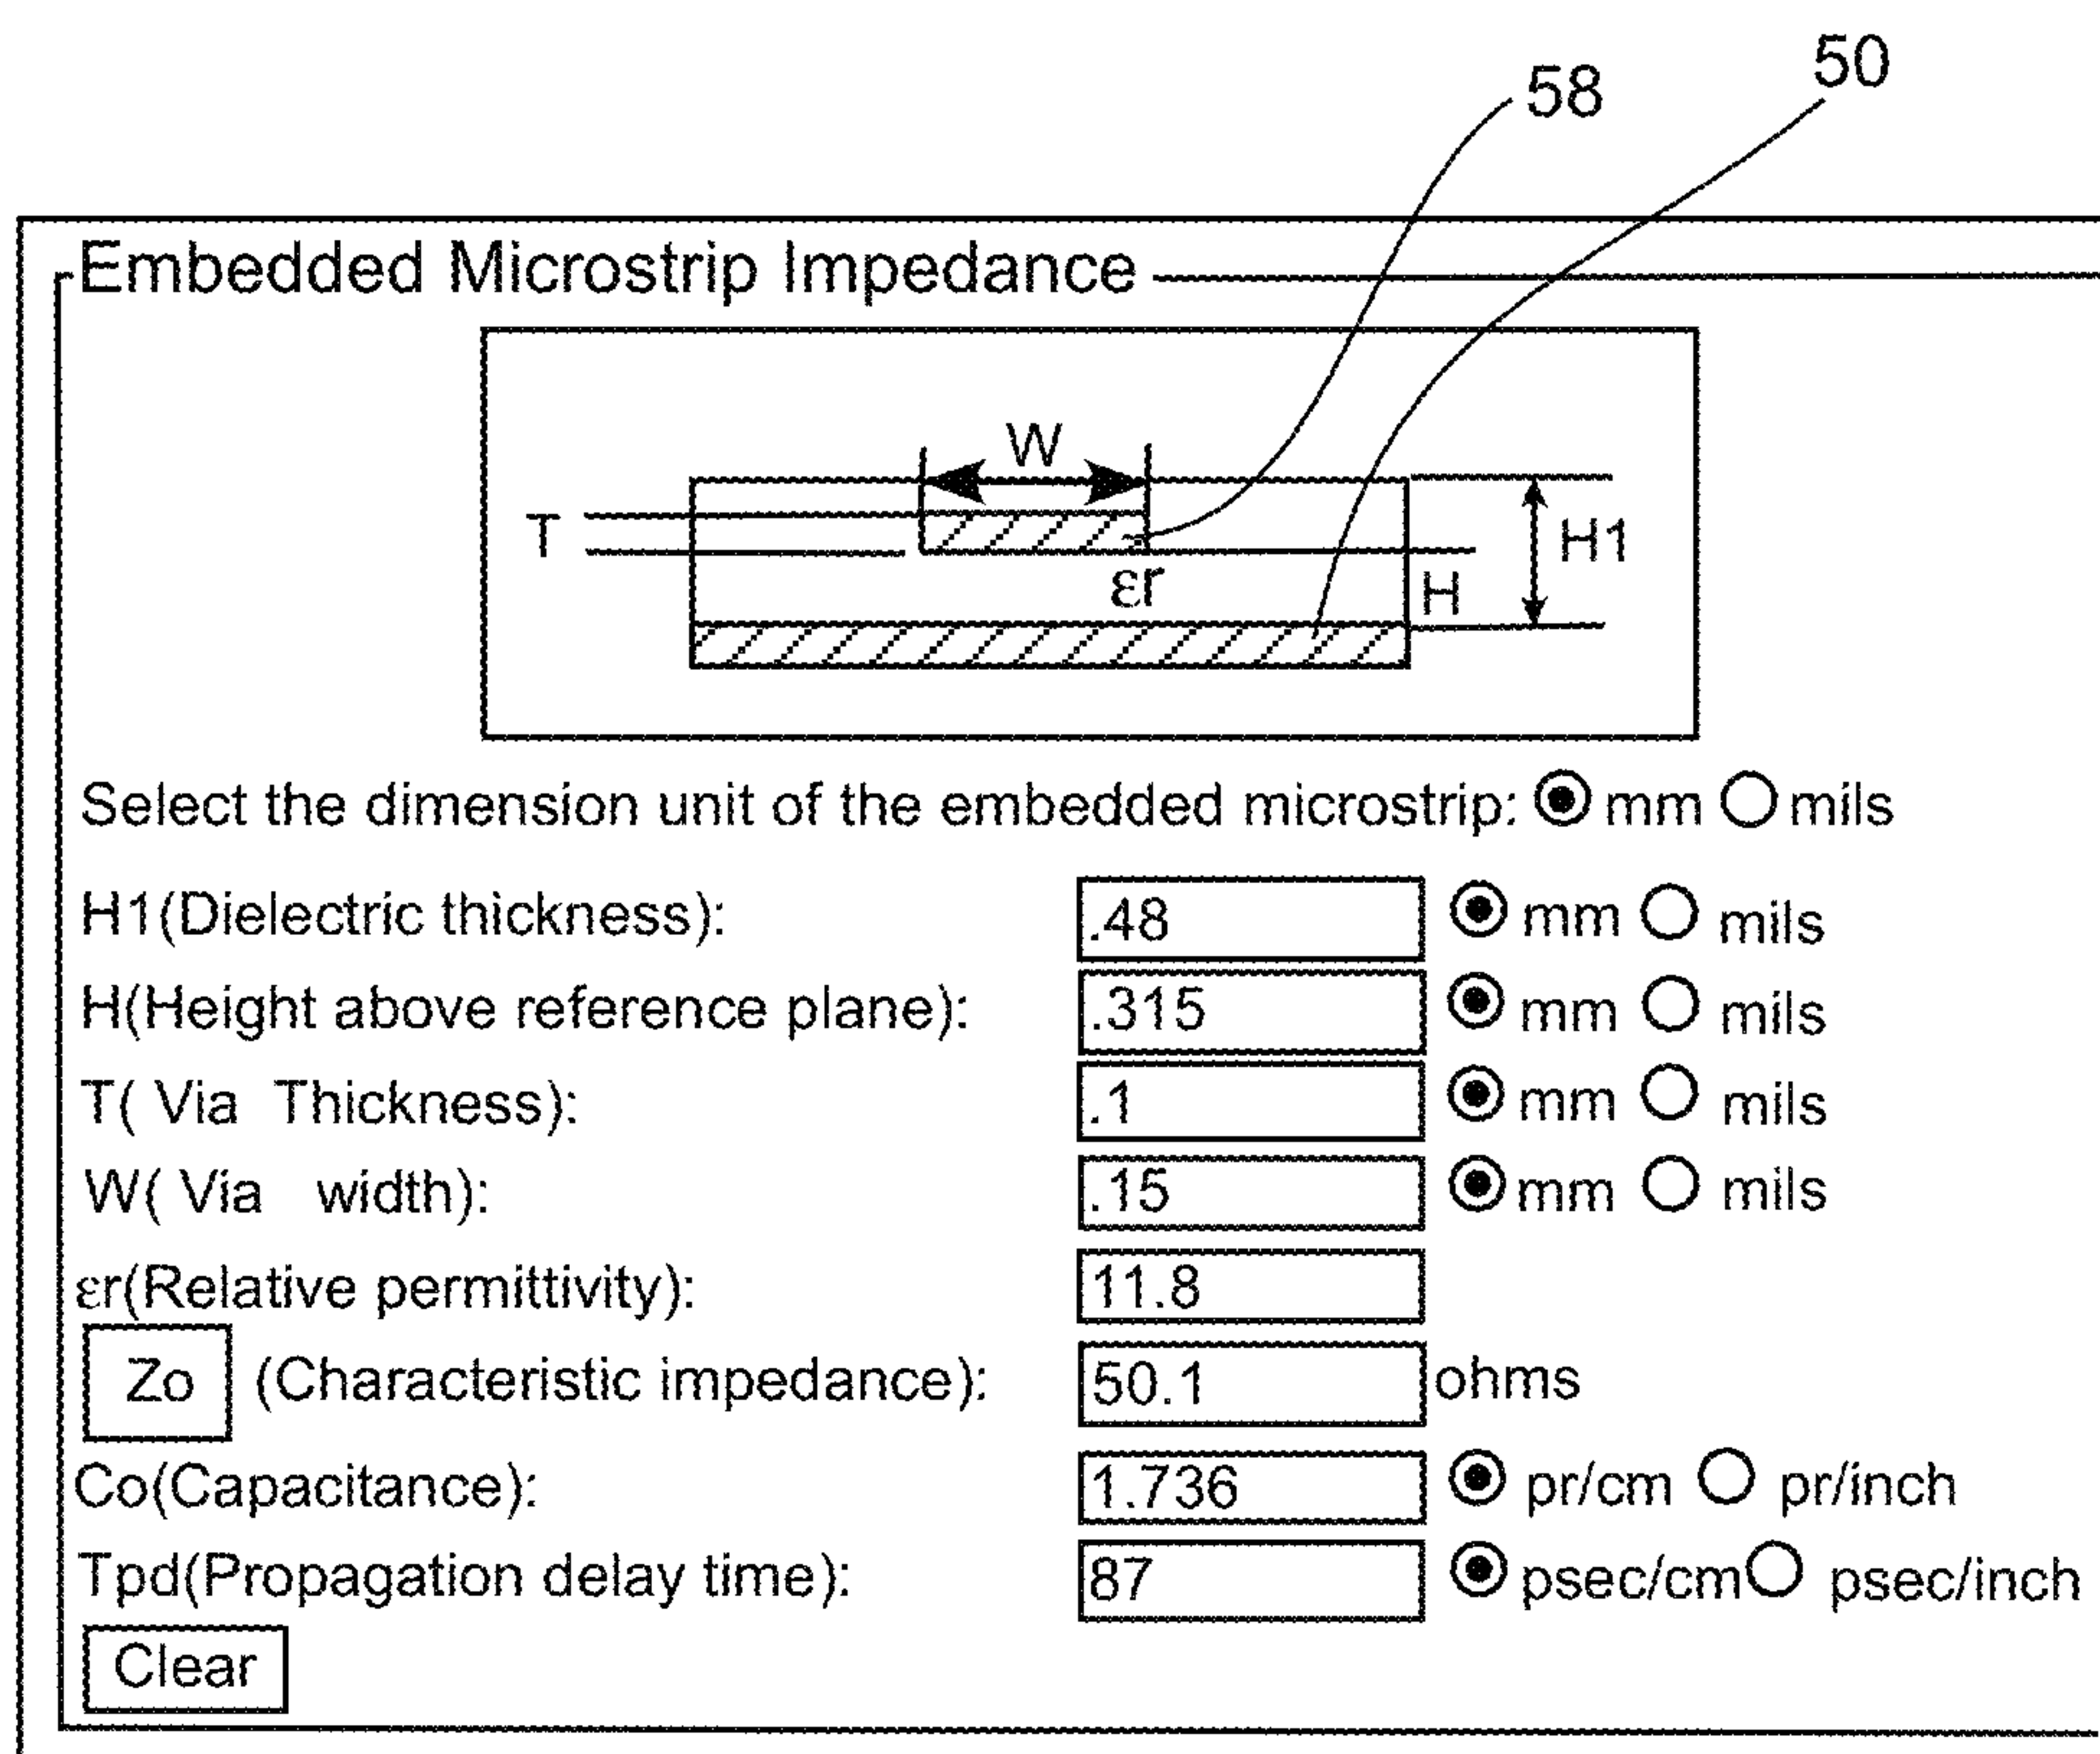 50
58
Embedded Microstrip Impedance
W
T
H1
εr
H
Select the dimension unit of the embedded microstrip: mm mils
H1(Dielectric thickness): .48 mm mils
H(Height above reference plane): .315 mm mils
T( Via Thickness): .1 mm mils
W( Via width): .15 mm mils
εr(Relative permittivity): 11.8
Zo (Characteristic impedance): 50.1 ohms
Co(Capacitance): 1.736 pr/cm pr/inch
Tpd(Propagation delay time): 87 psec/cm psec/inch
Clear